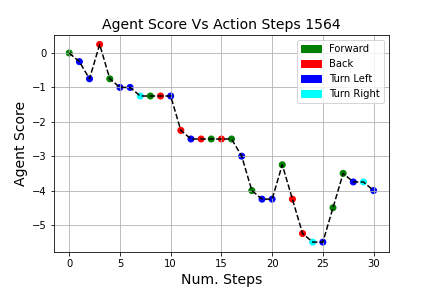 Agent Score Vs Action Steps 1564
Forward
Back
Turn Left
Turn Right
0
−1
−2
−3
−4
−5
Agent Score
0 5 10 15 20 25 30
Num. Steps